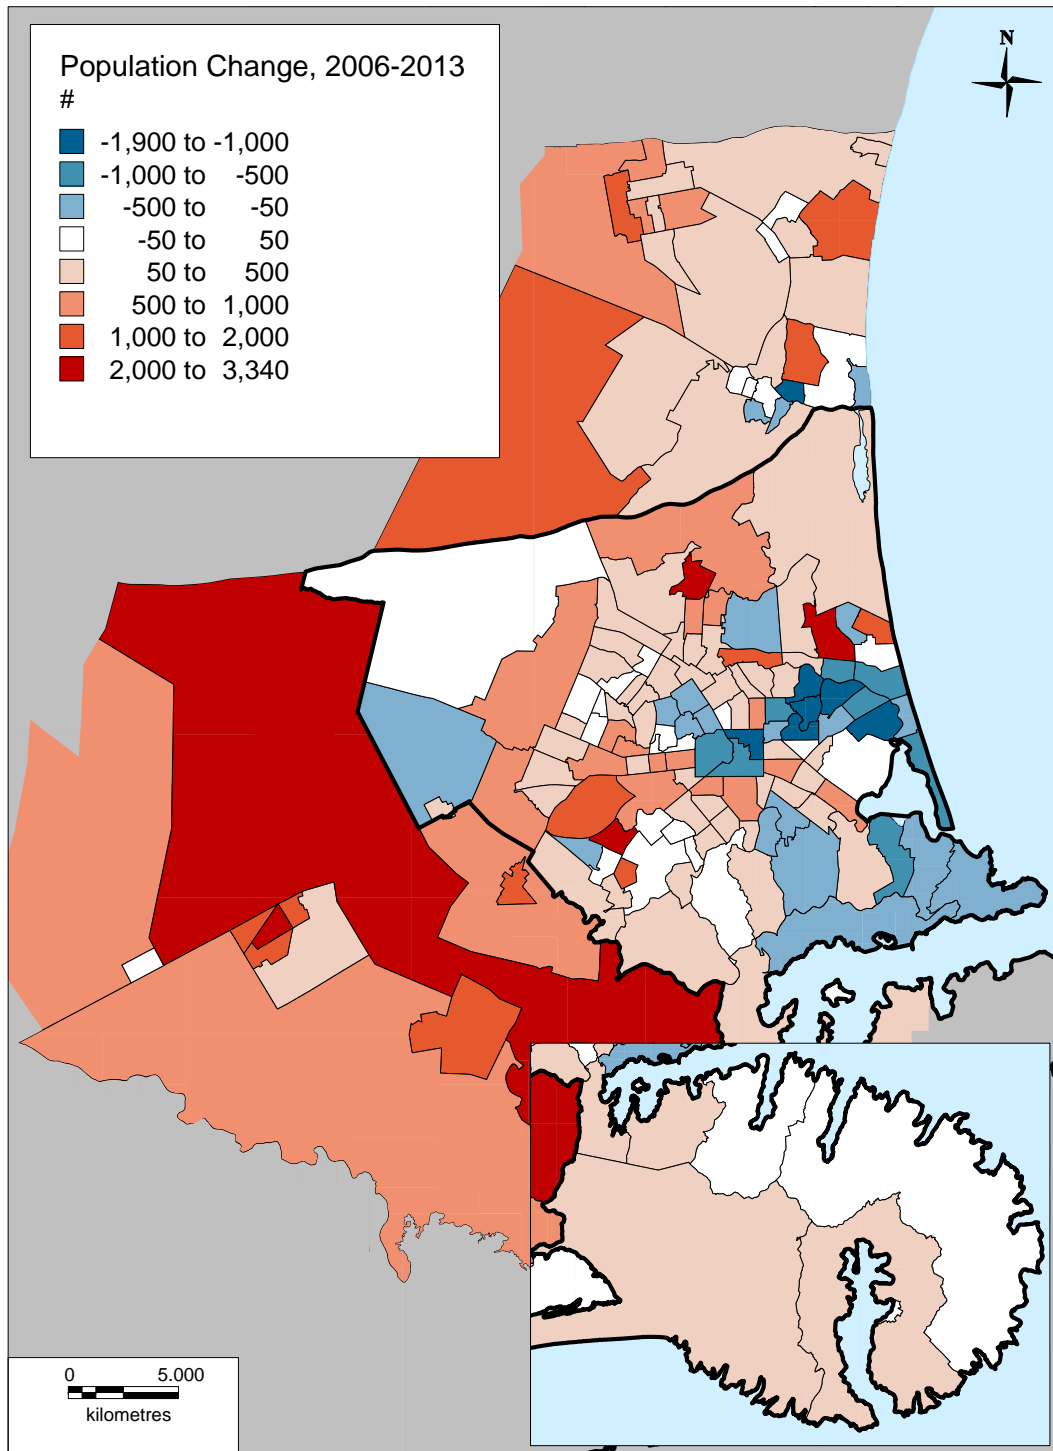 Population Change, 2006-2013
#
-1,900 to -1,000
-1,000 to -500
-500 to -50
-50 to 50
50 to 500
500 to 1,000
1,000 to 2,000
2,000 to 3,340
N
0 5.000
kilometres